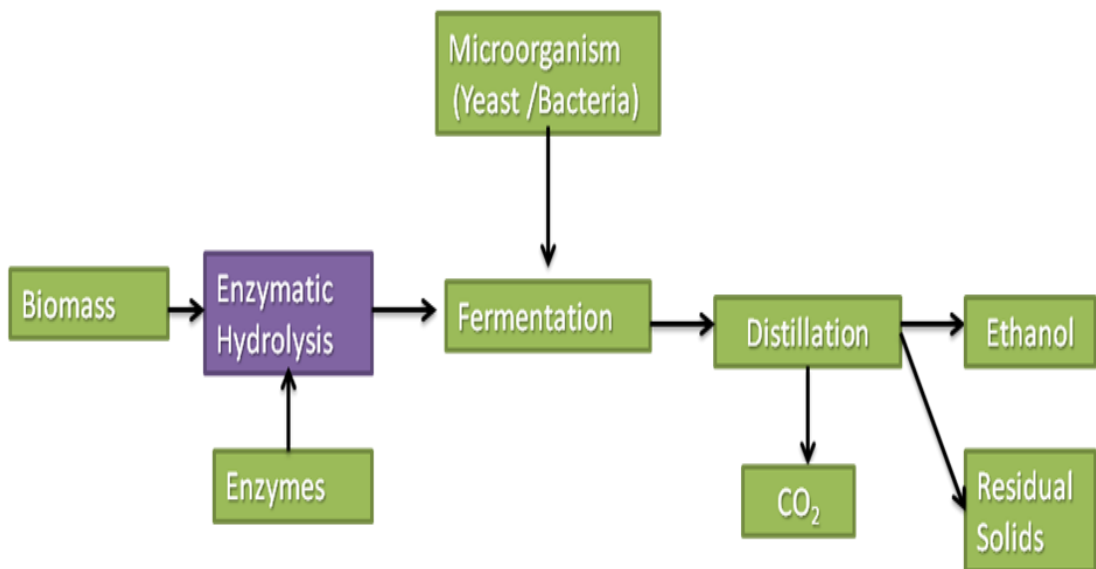 Microorganism
(Yeast /Bacteria)
Biomass
Enzymatic
Hydrolysis
Fermentation
Distillation
Ethanol
Enzymes
CO₂
Residual
Solids